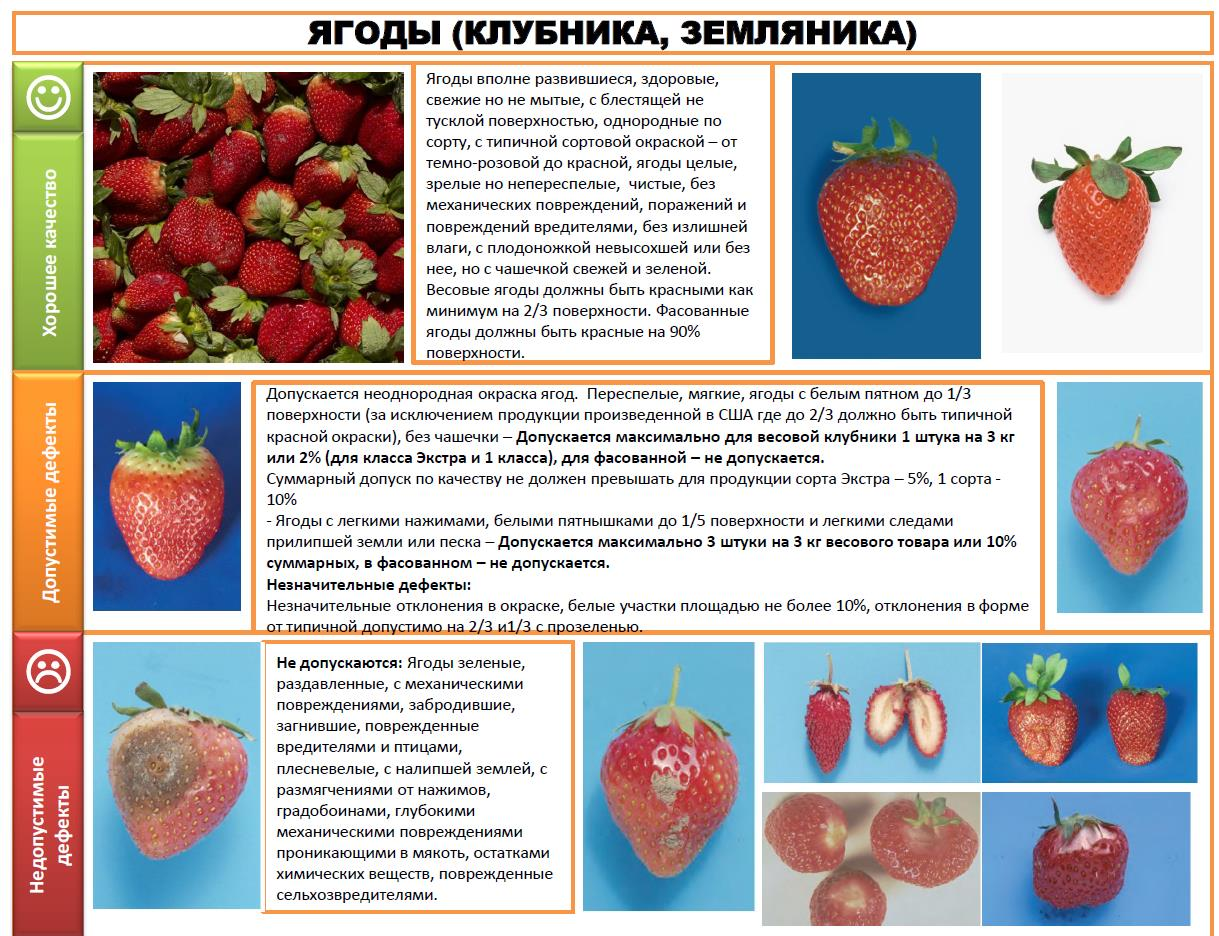 ЯГОДЫ (КЛУБНИКА, ЗЕМЛЯНИКА)
Хорошее качество
Ягоды вполне развившиеся, здоровые,
свежие но не мытые, с блестящей не
тусклой поверхностью, однородные по
сорту, с типичной сортовой окраской – от
темно-розовой до красной, ягоды целые,
зрелые но непереспелые, чистые, без
механических повреждений, поражений и
повреждений вредителями, без излишней
влаги, с плодоножкой невысохшей или без
нее, но с чашечкой свежей и зеленой.
Весовые ягоды должны быть красными как
минимум на 2/3 поверхности. Фасованные
ягоды должны быть красные на 90%
поверхности.
Допустимые дефекты
Допускается неоднородная окраска ягод. Переспелые, мягкие, ягоды с белым пятном до 1/3
поверхности (за исключением продукции произведенной в США где до 2/3 должно быть типичной
красной окраски), без чашечки – Допускается максимально для весовой клубники 1 штука на 3 кг
или 2% (для класса Экстра и 1 класса), для фасованной – не допускается.
Суммарный допуск по качеству не должен превышать для продукции сорта Экстра – 5%, 1 сорта -
10%
- Ягоды с легкими нажимами, белыми пятнышками до 1/5 поверхности и легкими следами
прилипшей земли или песка – Допускается максимально 3 штуки на 3 кг весового товара или 10%
суммарных, в фасованном – не допускается.
Незначительные дефекты:
Незначительные отклонения в окраске, белые участки площадью не более 10%, отклонения в форме
от типичной допустимо на 2/3 и1/3 с прозеленью.
Недопустимые
дефекты
Не допускаются: Ягоды зеленые,
раздавленные, с механическими
повреждениями, забродившие,
загнившие, поврежденные
вредителями и птицами,
плесневелые, с налипшей землей, с
размягчениями от нажимов,
градобоинами, глубокими
механическими повреждениями
проникающими в мякоть, остатками
химических веществ, поврежденные
сельхозвредителями.